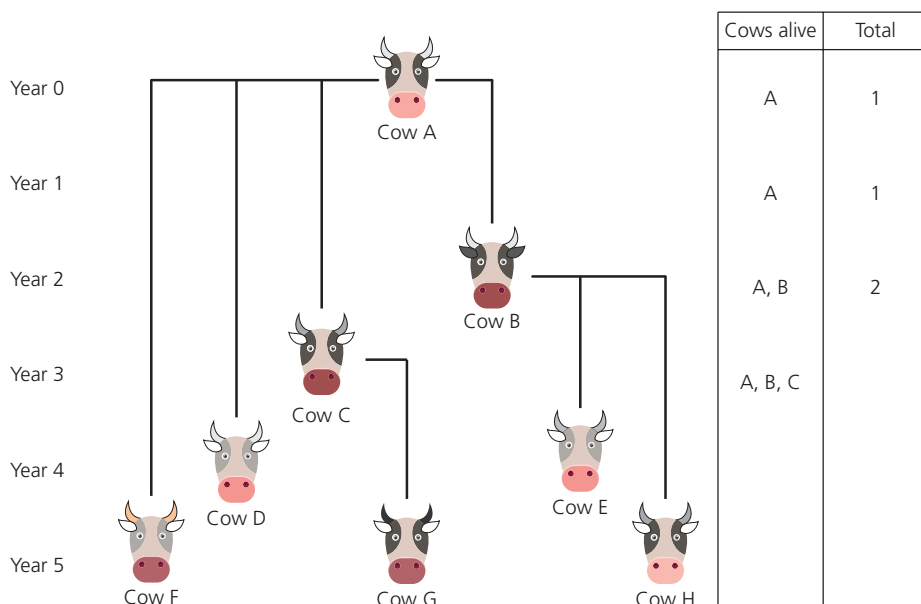 Cows alive Total
Year 0
A 1
Cow A
Year 1
A 1
Year 2
A, B 2
Cow B
Year 3
A, B, C
Cow C
Year 4
Cow E
Cow D
Year 5
Cow F Cow G Cow H